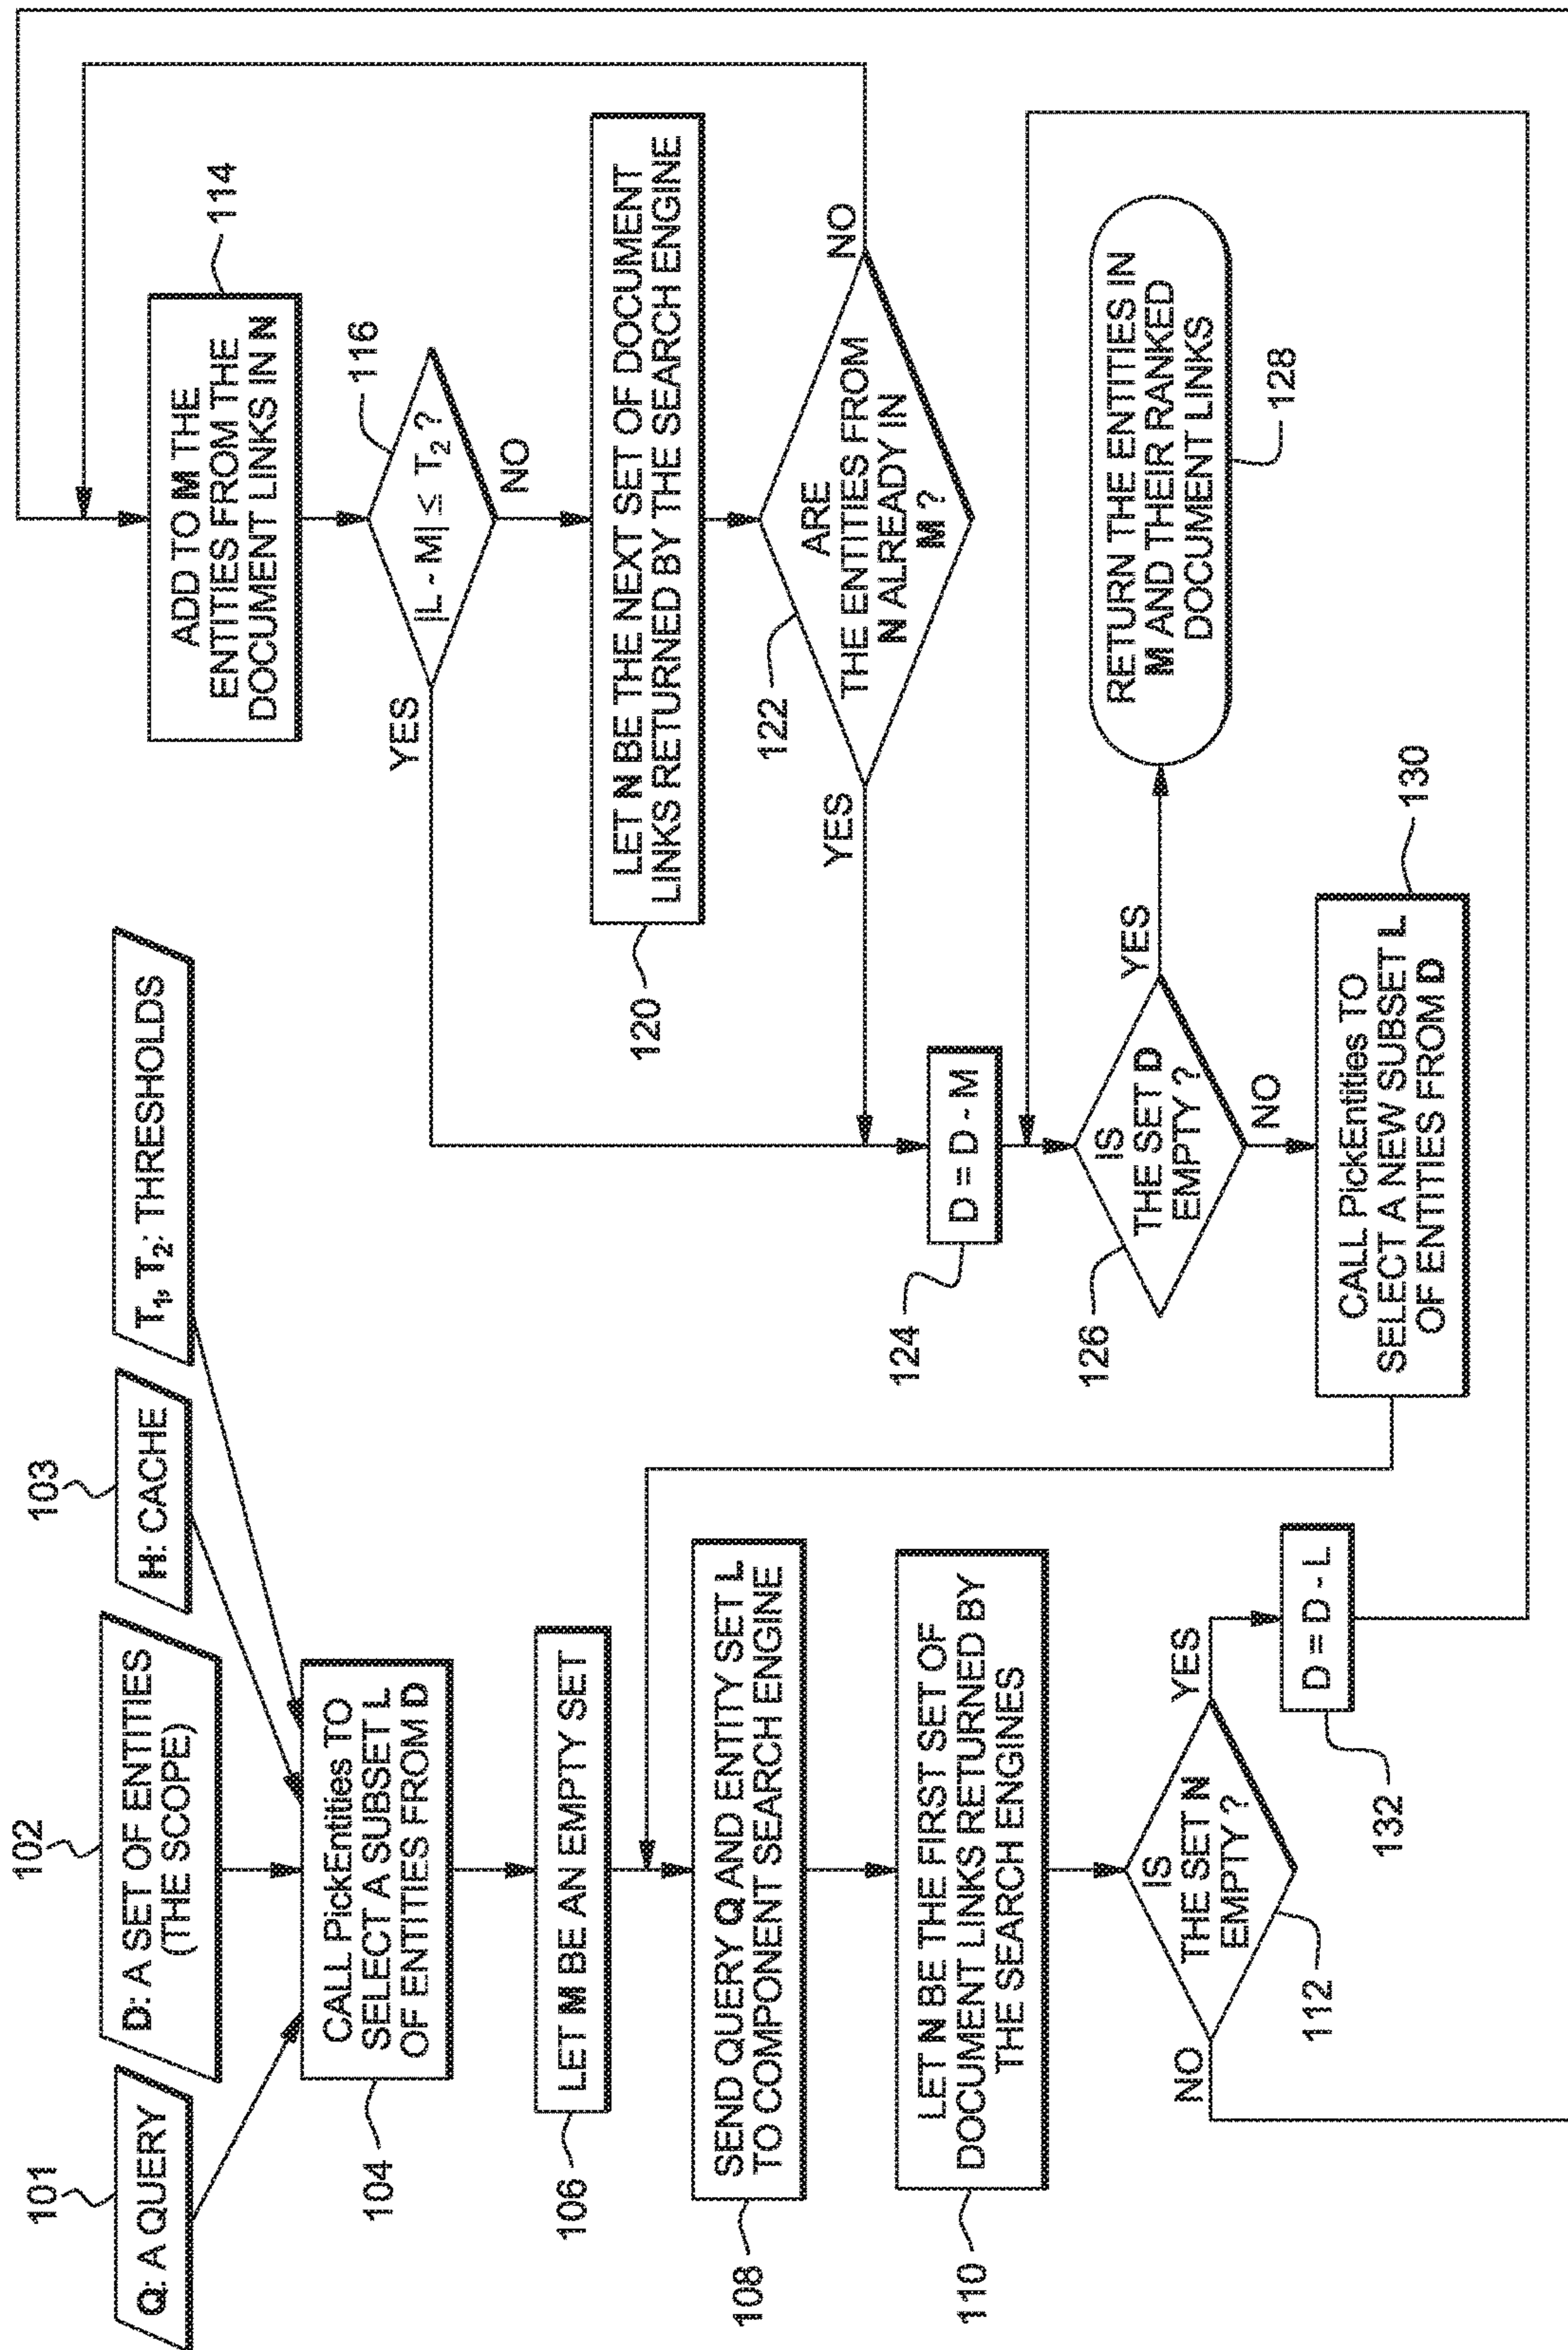 101
Q: A QUERY
102
D: A SET OF ENTITIES
(THE SCOPE)
103
H: CACHE
T₁, T₂: THRESHOLDS
CALL PickEntities TO
SELECT A SUBSET L
OF ENTITIES FROM D
104
LET M BE AN EMPTY SET
106
SEND QUERY Q AND ENTITY SET L
TO COMPONENT SEARCH ENGINE
108
LET N BE THE FIRST SET OF
DOCUMENT LINKS RETURNED BY
THE SEARCH ENGINES
110
IS
THE SET N
EMPTY ?
112
NO
YES
D = D - L
132
ADD TO M THE
ENTITIES FROM THE
DOCUMENT LINKS IN N
114
|L - M| ≤ T₂ ?
116
YES
NO
LET N BE THE NEXT SET OF DOCUMENT
LINKS RETURNED BY THE SEARCH ENGINE
120
ARE
THE ENTITIES FROM
N ALREADY IN
M ?
122
YES
NO
D = D - M
124
IS
THE SET D
EMPTY ?
126
YES
NO
RETURN THE ENTITIES IN
M AND THEIR RANKED
DOCUMENT LINKS
128
CALL PickEntities TO
SELECT A NEW SUBSET L
OF ENTITIES FROM D
130